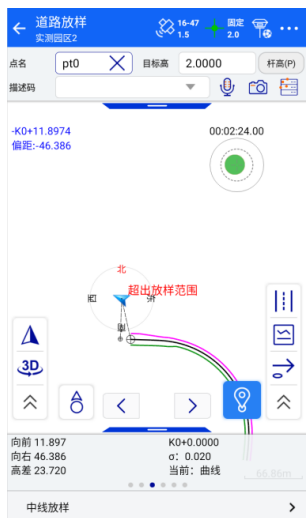 道路放样
实测园区2
16-47
1.5
固定
2.0
点名
pt0
目标高
2.0000
杆高(P)
描述码
-K0+11.8974
偏距:-46.386
00:02:24.00
北
超出放样范围
西
东
3D
向前 11.897
K0+0.0000
向右 46.386
σ: 0.020
高差 23.720
当前: 曲线
66.86m
中线放样